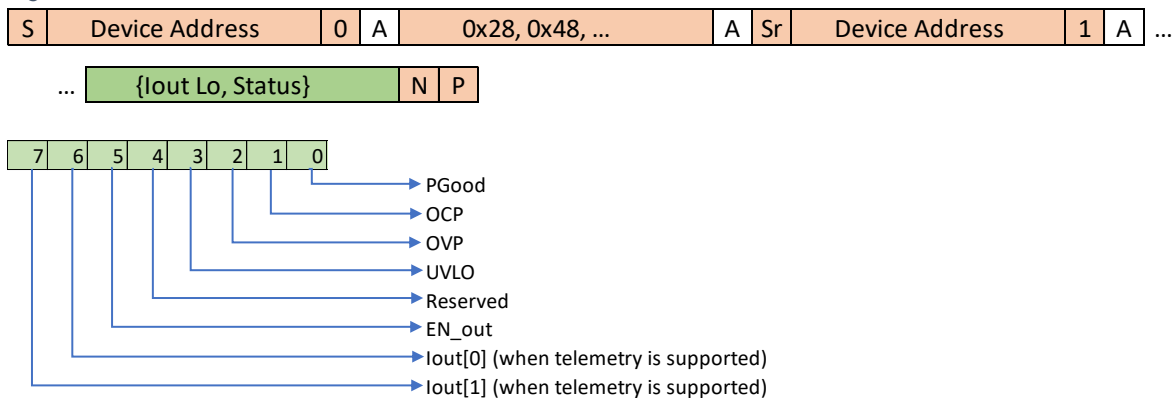 S Device Address 0 A 0x28, 0x48, ... A Sr Device Address 1 A ...
... {Iout Lo, Status} N P
7 6 5 4 3 2 1 0
PGood
OCP
OVP
UVLO
Reserved
EN_out
Iout[0] (when telemetry is supported)
Iout[1] (when telemetry is supported)